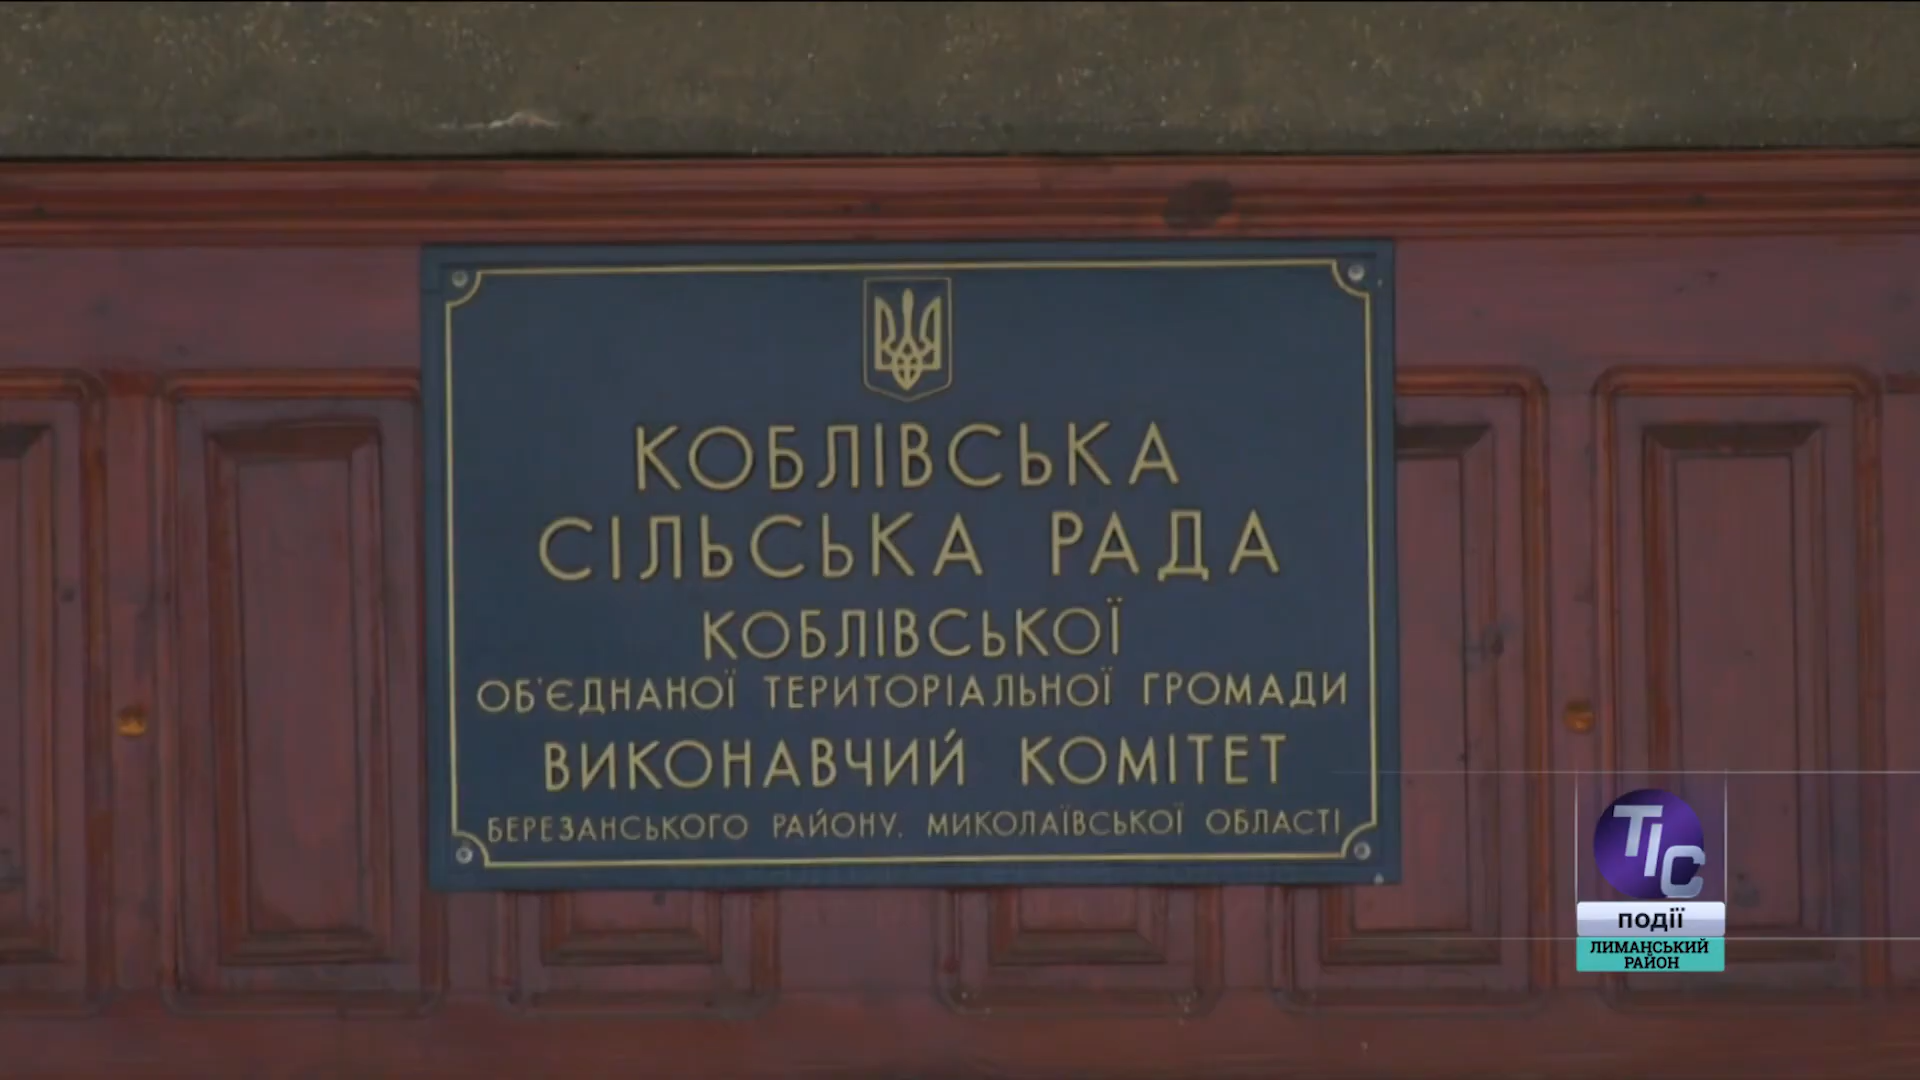 КОБЛІВСЬКА
СІЛЬСЬКА РАДА
КОБЛІВСЬКОЇ
ОБ'ЄДНАНОЇ ТЕРИТОРІАЛЬНОЇ ГРОМАДИ
ВИКОНАВЧИЙ КОМІТЕТ
БЕРЕЗАНСЬКОГО РАЙОНУ, МИКОЛАЇВСЬКОЇ ОБЛАСТІ
ТІС
ПОДІЇ
ЛИМАНСЬКИЙ
РАЙОН